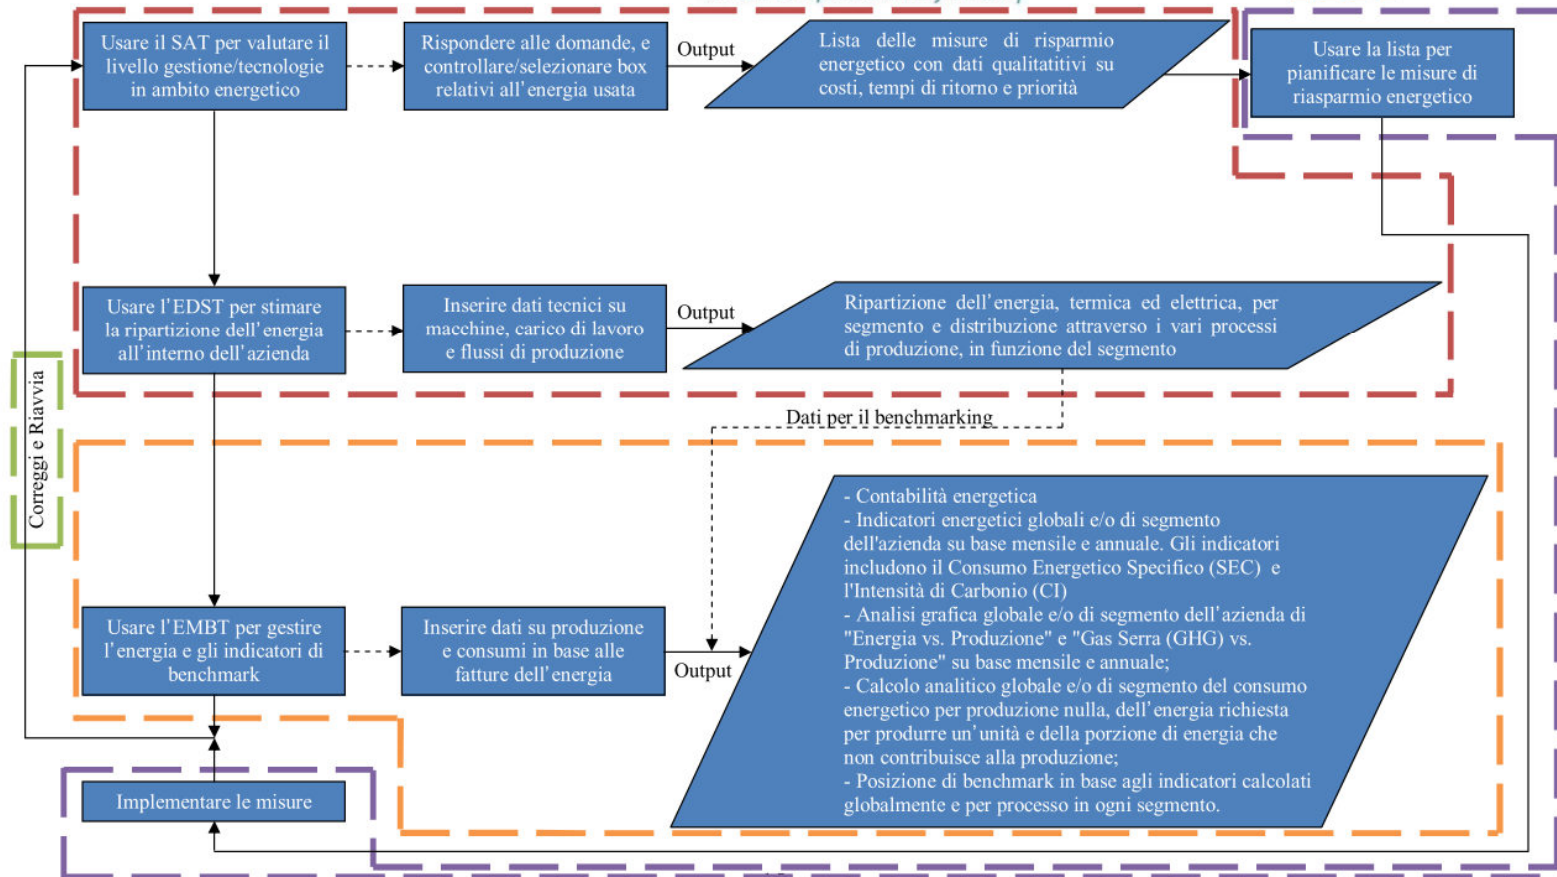 Usare il SAT per valutare il
livello gestione/tecnologie
in ambito energetico
Rispondere alle domande, e
controllare/selezionare box
relativi all'energia usata
Output
Lista delle misure di risparmio
energetico con dati qualitatitivi su
costi, tempi di ritorno e priorità
Usare la lista per
pianificare le misure di
riasparmio energetico
Usare l'EDST per stimare
la ripartizione dell'energia
all'interno dell'azienda
Inserire dati tecnici su
macchine, carico di lavoro
e flussi di produzione
Output
Ripartizione dell'energia, termica ed elettrica, per
segmento e distribuzione attraverso i vari processi
di produzione, in funzione del segmento
Correggi e Riavvia
Dati per il benchmarking
Usare l'EMBT per gestire
l'energia e gli indicatori di
benchmark
Inserire dati su produzione
e consumi in base alle
fatture dell'energia
Output
- Contabilità energetica
- Indicatori energetici globali e/o di segmento
dell'azienda su base mensile e annuale. Gli indicatori
includono il Consumo Energetico Specifico (SEC) e
l'Intensità di Carbonio (CI)
- Analisi grafica globale e/o di segmento dell'azienda di
"Energia vs. Produzione" e "Gas Serra (GHG) vs.
Produzione" su base mensile e annuale;
- Calcolo analitico globale e/o di segmento del consumo
energetico per produzione nulla, dell'energia richiesta
per produrre un'unità e della porzione di energia che
non contribuisce alla produzione;
- Posizione di benchmark in base agli indicatori calcolati
globalmente e per processo in ogni segmento.
Implementare le misure